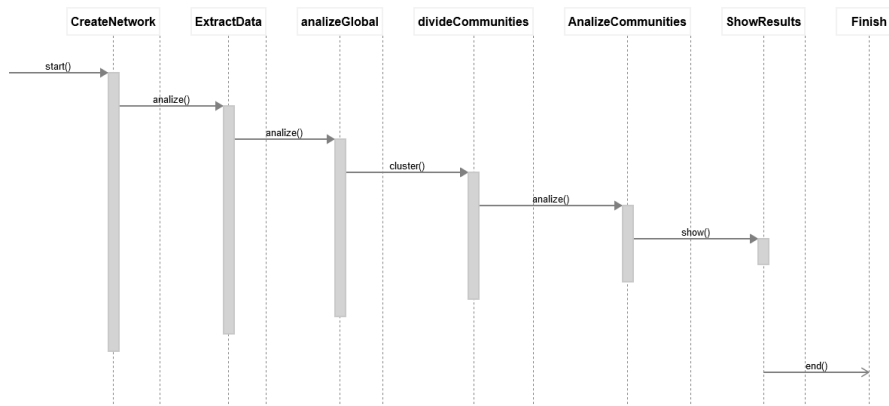 CreateNetwork ExtractData analizeGlobal divideCommunities AnalizeCommunities ShowResults Finish
start()
analize()
analize()
cluster()
analize()
show()
end()